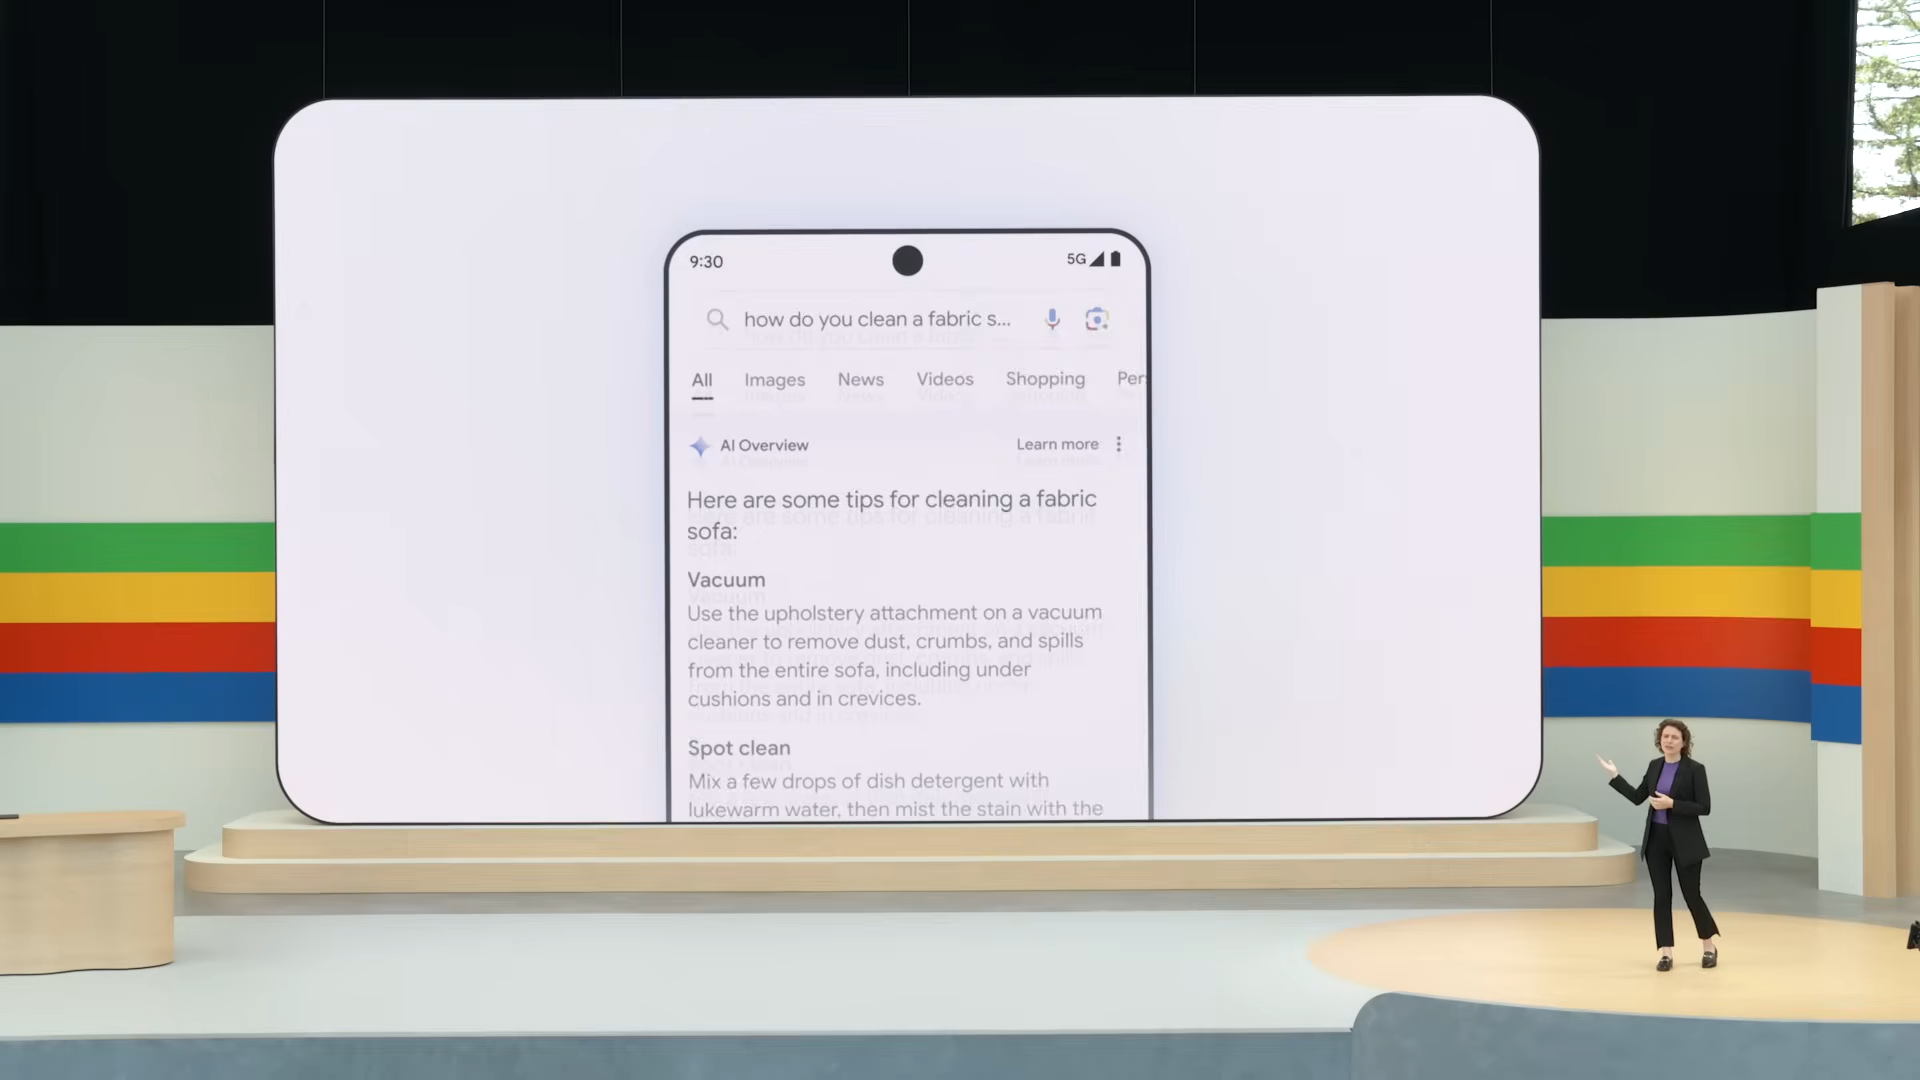 9:30
5G
how do you clean a fabric s...
All Images News Videos Shopping Per
AI Overview Learn more
Here are some tips for cleaning a fabric
sofa:
Vacuum
Use the upholstery attachment on a vacuum
cleaner to remove dust, crumbs, and spills
from the entire sofa, including under
cushions and in crevices.
Spot clean
Mix a few drops of dish detergent with
lukewarm water, then mist the stain with the